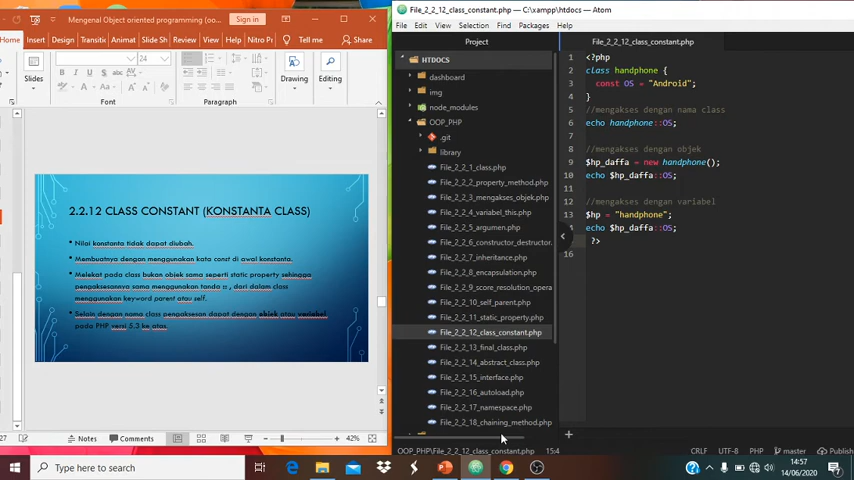 Mengenal Object oriented programming (oo...
Sign in
Home Insert Design Transitic Animat Slide S Review View Help Nitro Pr Tell me Share
Slides
Font
Paragraph
Drawing
Editing
2.2.12 CLASS CONSTANT (KONSTANTA CLASS)
Nilai konstanta tidak dapat diubah.
Membuatnya dengan menggunakan kata const di awal konstanta.
Melekat pada class bukan objek sama seperti static property sehingga
pengaksesannya sama menggunakan tanda :: , dari dalam class
menggunakan keyword parent atau self.
Selain dengan nama class pengaksesan dapat dengan objek atau variabel
pada PHP versi 5.3 ke atas.
Notes Comments 42%
File_2_2_12_class_constant.php — C:\xampp\htdocs — Atom
File Edit View Selection Find Packages Help
Project
HTDOCS
dashboard
img
node_modules
OOP_PHP
.git
library
File_2_2_1_class.php
File_2_2_2_property_method.php
File_2_2_3_mengakses_objek.php
File_2_2_4_variabel_this.php
File_2_2_5_argumen.php
File_2_2_6_constructor_destructor.
File_2_2_7_inheritance.php
File_2_2_8_encapsulation.php
File_2_2_9_score_resolution_opera
File_2_2_10_self_parent.php
File_2_2_11_static_property.php
File_2_2_12_class_constant.php
File_2_2_13_final_class.php
File_2_2_14_abstract_class.php
File_2_2_15_interface.php
File_2_2_16_autoload.php
File_2_2_17_namespace.php
File_2_2_18_chaining_method.php
File_2_2_12_class_constant.php
1 <?php
2 class handphone {
3 const OS = "Android";
4 }
5 //mengakses dengan nama class
6 echo handphone::OS;
7
8 //mengakses dengan objek
9 $hp_daffa = new handphone();
10 echo $hp_daffa::OS;
11
12 //mengakses dengan variabel
13 $hp = "handphone";
14 echo $hp_daffa::OS;
?>
16
OOP_PHP\File_2_2_12_class_constant.php 15:4 CRLF UTF-8 PHP master Publish
Type here to search
14:57
14/06/2020